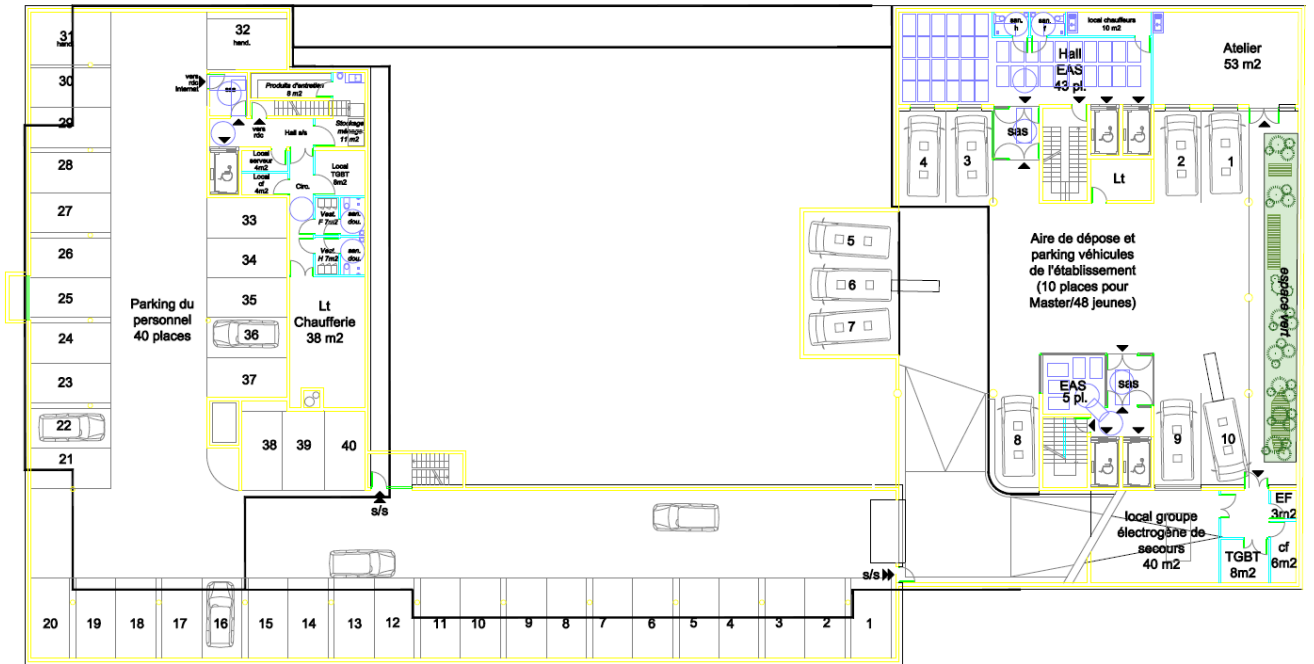 31
hand.
32
hand.
30
29
28
27
26
25
24
23
22
21
vers
rdc
Internet
sas
Produits d'entretien
8 m2
vers
rdc
Hall s/s
Stockage
ménage
11 m2
Local
serveur
4m2
Local
cf
4m2
Local
TGBT
8m2
Circ.
Vest.
F 7m2
san.
dou.
Vest.
H 7m2
san.
dou.
33
34
35
36
37
Parking du
personnel
40 places
Lt
Chaufferie
38 m2
38
39
40
s/s
20
19
18
17
16
15
14
13
12
11
10
9
8
7
6
5
4
3
2
1
s/s
san.
h
san.
f
local chauffeurs
10 m2
Hall
EAS
43 pl.
Atelier
53 m2
4
3
sas
Lt
2
1
5
6
7
Aire de dépose et
parking véhicules
de l'établissement
(10 places pour
Master/48 jeunes)
espace vert
EAS
5 pl.
sas
8
9
10
local groupe
électrogène de
secours
40 m2
TGBT
8m2
EF
3m2
cf
6m2